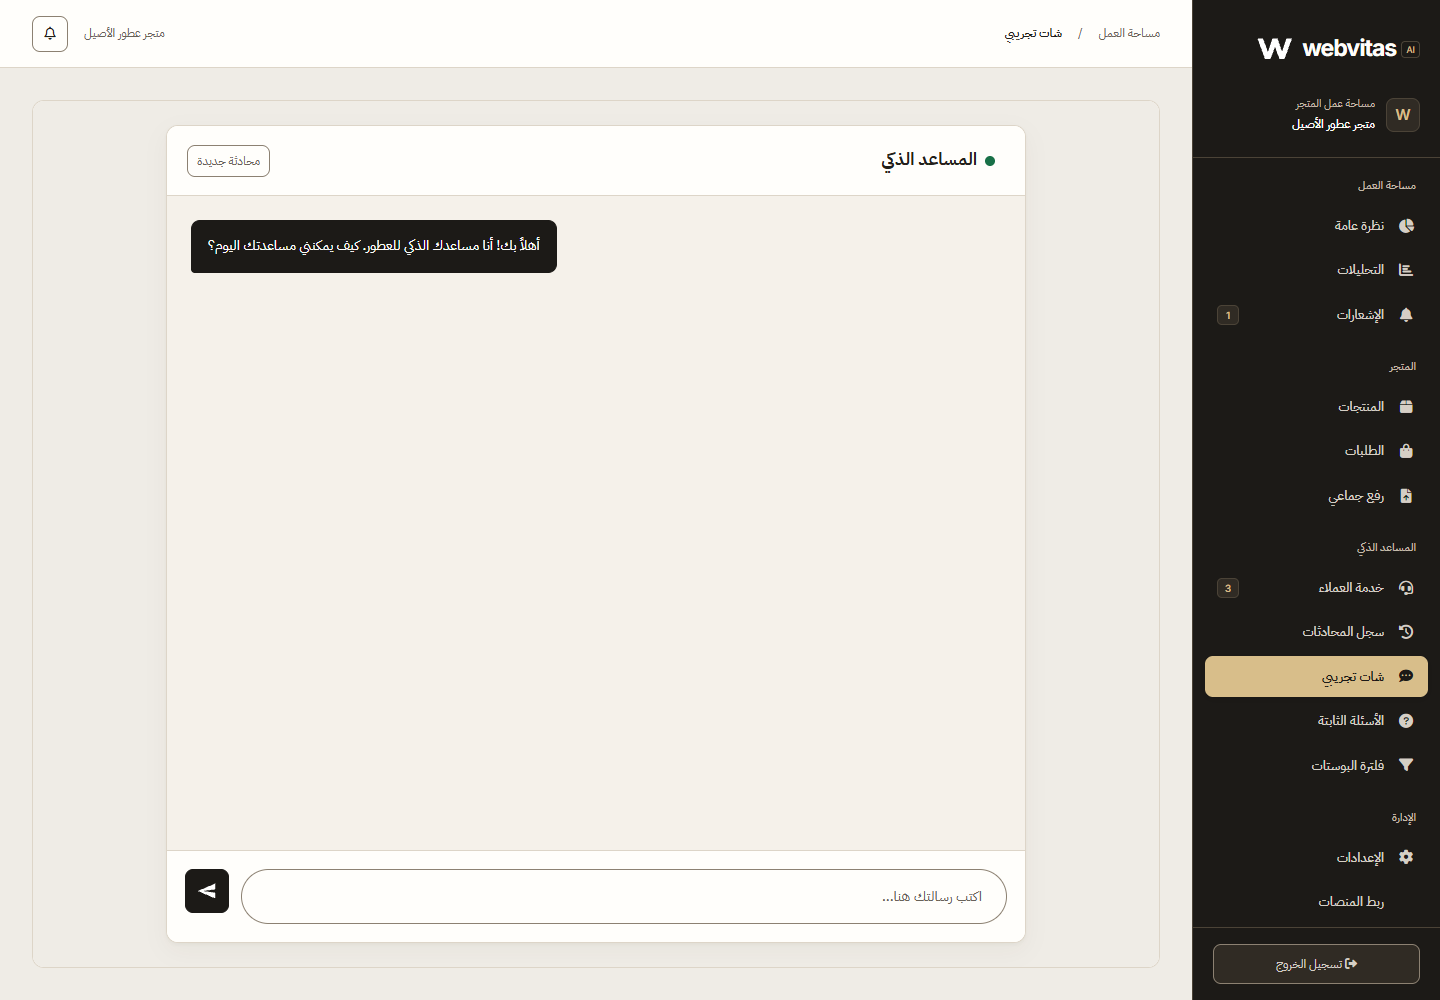 webvitas AI
W
مساحة عمل المتجر
متجر عطور الأصيل
مساحة العمل
نظرة عامة
التحليلات
الإشعارات
1
المتجر
المنتجات
الطلبات
رفع جماعي
المساعد الذكي
خدمة العملاء
3
سجل المحادثات
شات تجريبي
الأسئلة الثابتة
فلترة البوستات
الإدارة
الإعدادات
ربط المنصات
تسجيل الخروج
مساحة العمل / شات تجريبي
متجر عطور الأصيل
المساعد الذكي
محادثة جديدة
أهلاً بك! أنا مساعدك الذكي للعطور. كيف يمكنني مساعدتك اليوم؟
اكتب رسالتك هنا...